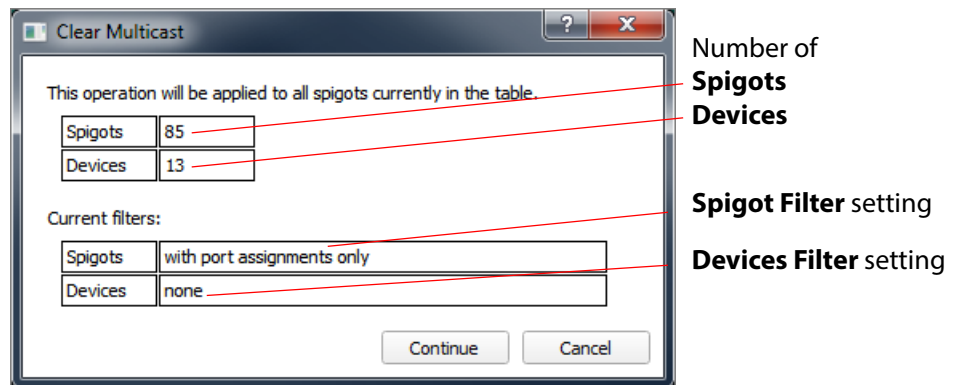 Clear Multicast
? X
This operation will be applied to all spigots currently in the table.
Spigots 85
Devices 13
Current filters:
Spigots with port assignments only
Devices none
Continue Cancel
Number of
Spigots
Devices
Spigot Filter setting
Devices Filter setting